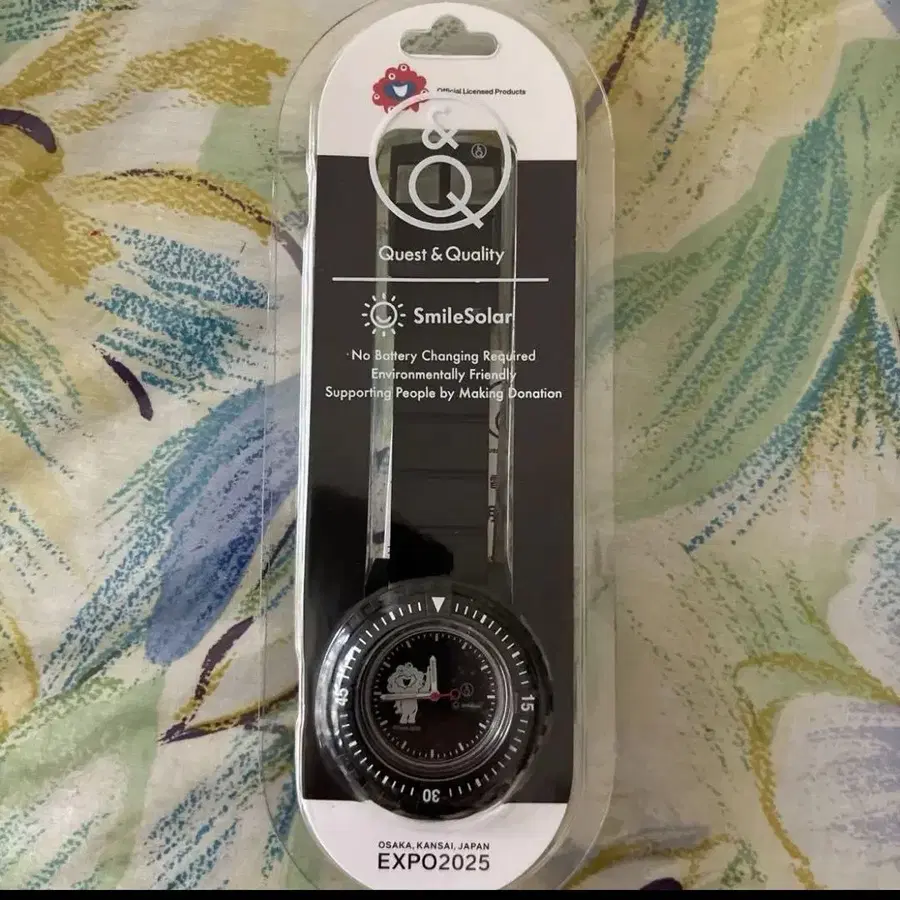 Official Licensed Products
&
Q
Quest & Quality
SmileSolar
No Battery Changing Required
Environmentally Friendly
Supporting People by Making Donation
45
15
30
OSAKA, KANSAI, JAPAN
EXPO2025